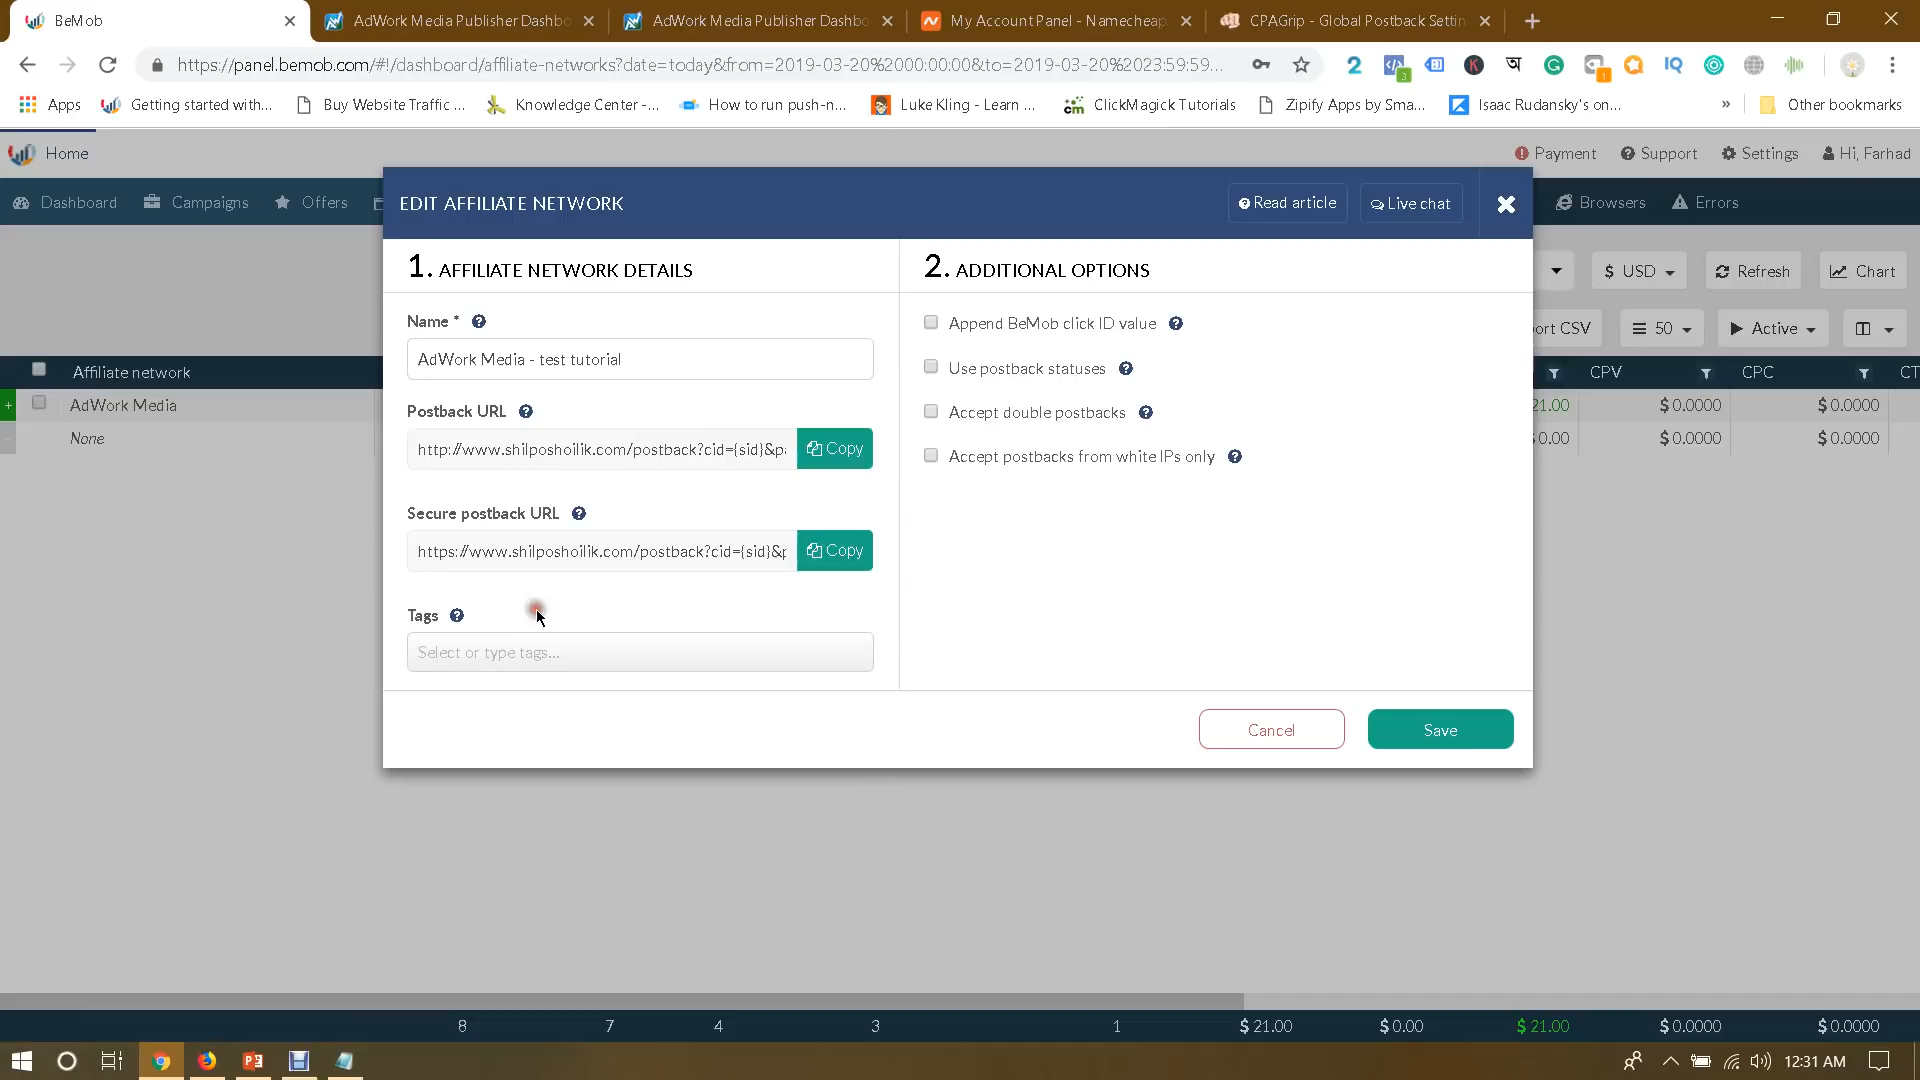 BeMob
AdWork Media Publisher Dashbo
AdWork Media Publisher Dashbo
My Account Panel - Namecheap
CPAGrip - Global Postback Settin
https://panel.bemob.com/#!/dashboard/affiliate-networks?date=today&from=2019-03-20%2000:00:00&to=2019-03-20%2023:59:59...
Apps
Getting started with...
Buy Website Traffic ...
Knowledge Center -...
How to run push-n...
Luke Kling - Learn ...
ClickMagick Tutorials
Zipify Apps by Sma...
Isaac Rudansky's on...
»
Other bookmarks
Home
Payment
Support
Settings
Hi, Farhad
Dashboard
Campaigns
Offers
Browsers
Errors
EDIT AFFILIATE NETWORK
Read article
Live chat
1. AFFILIATE NETWORK DETAILS
2. ADDITIONAL OPTIONS
$ USD
Refresh
Chart
Name *
AdWork Media - test tutorial
Append BeMob click ID value
ort CSV
50
Active
Use postback statuses
Affiliate network
CPV
CPC
CT
AdWork Media
21.00
$ 0.0000
$ 0.0000
Postback URL
Accept double postbacks
None
0.00
$ 0.0000
$ 0.0000
http://www.shilposhoilik.com/postback?cid={sid}&p
Copy
Accept postbacks from white IPs only
Secure postback URL
https://www.shilposhoilik.com/postback?cid={sid}&p
Copy
Tags
Select or type tags...
Cancel
Save
8
7
4
3
1
$ 21.00
$ 0.00
$ 21.00
$ 0.0000
$ 0.0000
12:31 AM